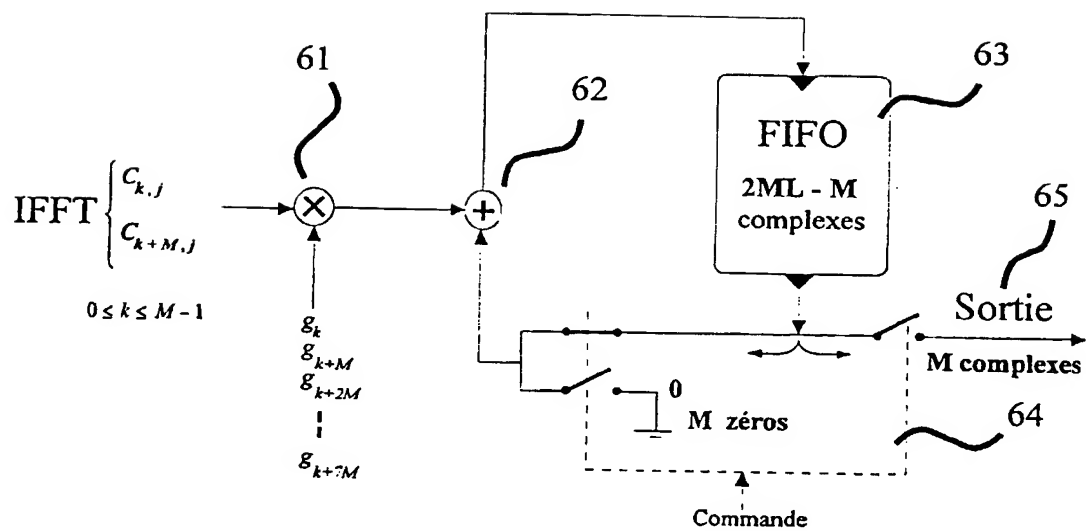 61
62
63
FIFO
2ML - M
complexes
65
IFFT { C_{k,j}
C_{k+M,j}
0 ≤ k ≤ M-1
×
+
Sortie
M complexes
g_k
g_{k+M}
g_{k+2M}
g_{k+7M}
0
M zéros
64
Commande